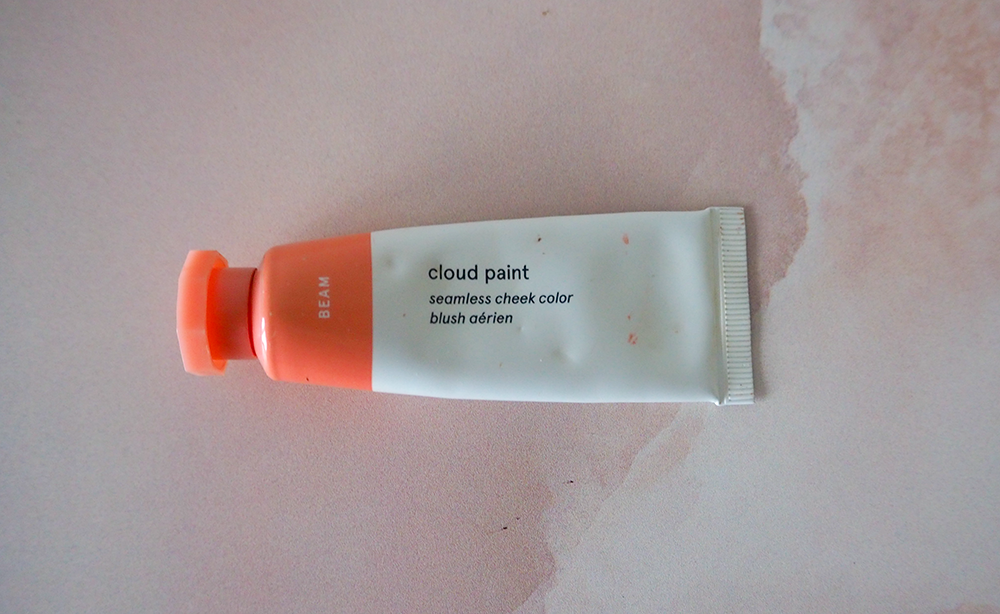 BEAM
cloud paint
seamless cheek color
blush aérien